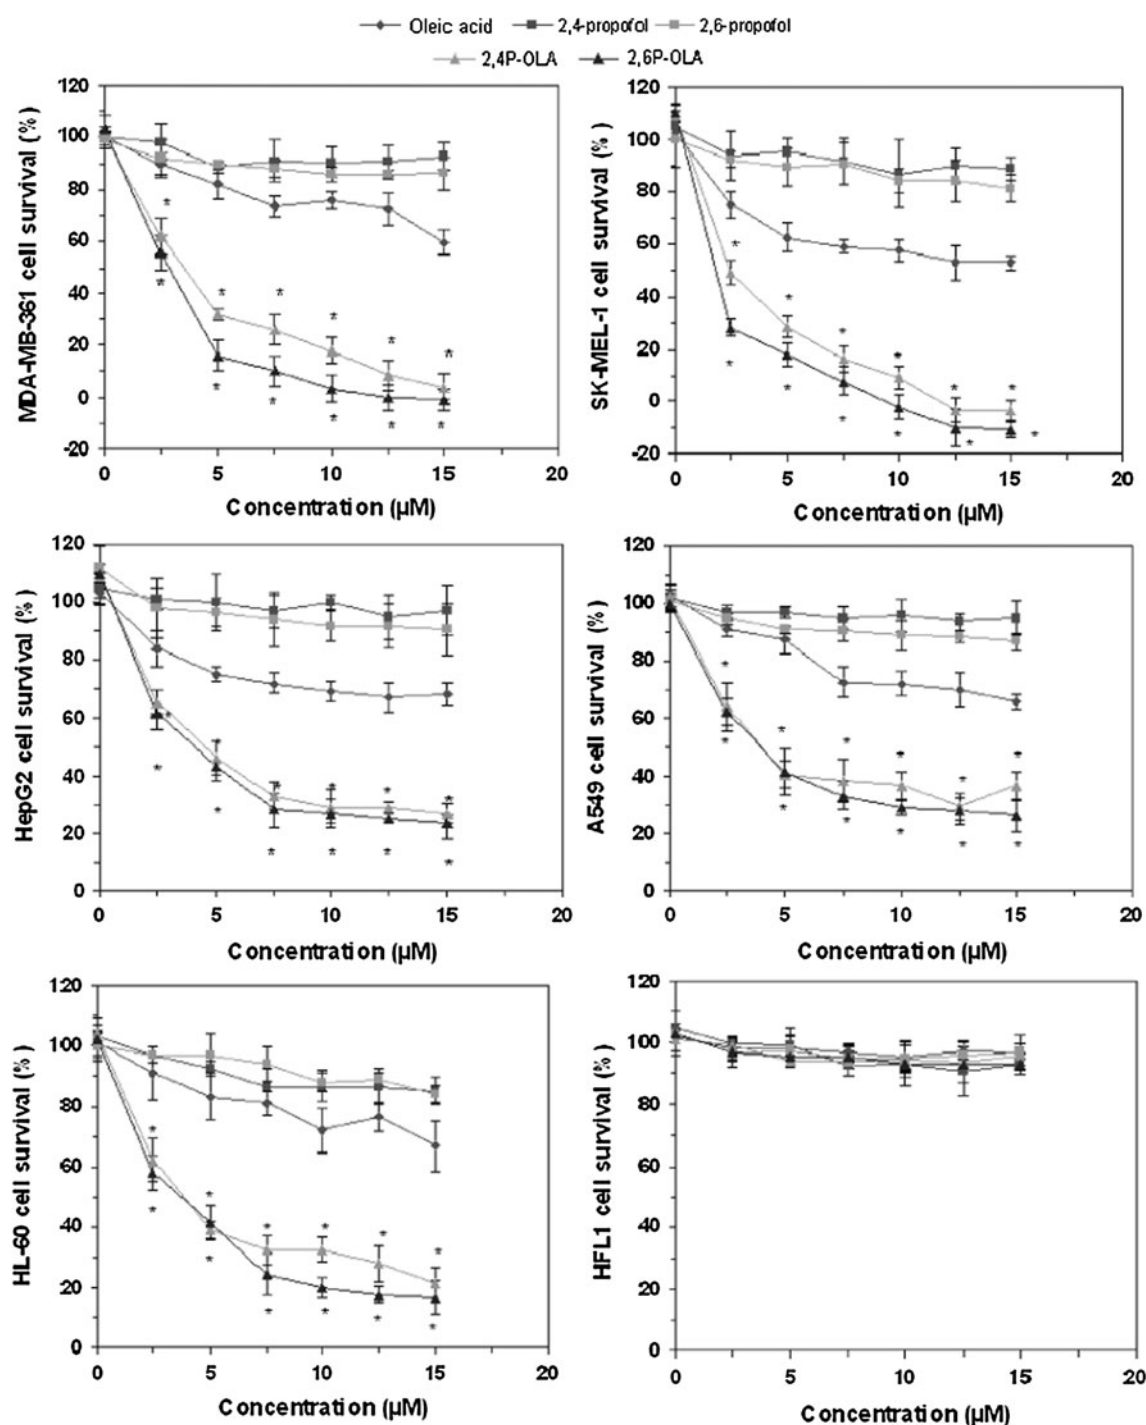 Oleic acid 2,4-propofol 2,6-propofol
2,4P-OLA 2,6P-OLA
MDA-MB-361 cell survival (%)
120
100
80
60
40
20
0
-20
0 5 10 15 20
Concentration (µM)
SK-MEL-1 cell survival (%)
120
100
80
60
40
20
0
-20
0 5 10 15 20
Concentration (µM)
HepG2 cell survival (%)
120
100
80
60
40
20
0
0 5 10 15 20
Concentration (µM)
A549 cell survival (%)
120
100
80
60
40
20
0
0 5 10 15 20
Concentration (µM)
HL-60 cell survival (%)
120
100
80
60
40
20
0
0 5 10 15 20
Concentration (µM)
HFL1 cell survival (%)
120
100
80
60
40
20
0
0 5 10 15 20
Concentration (µM)